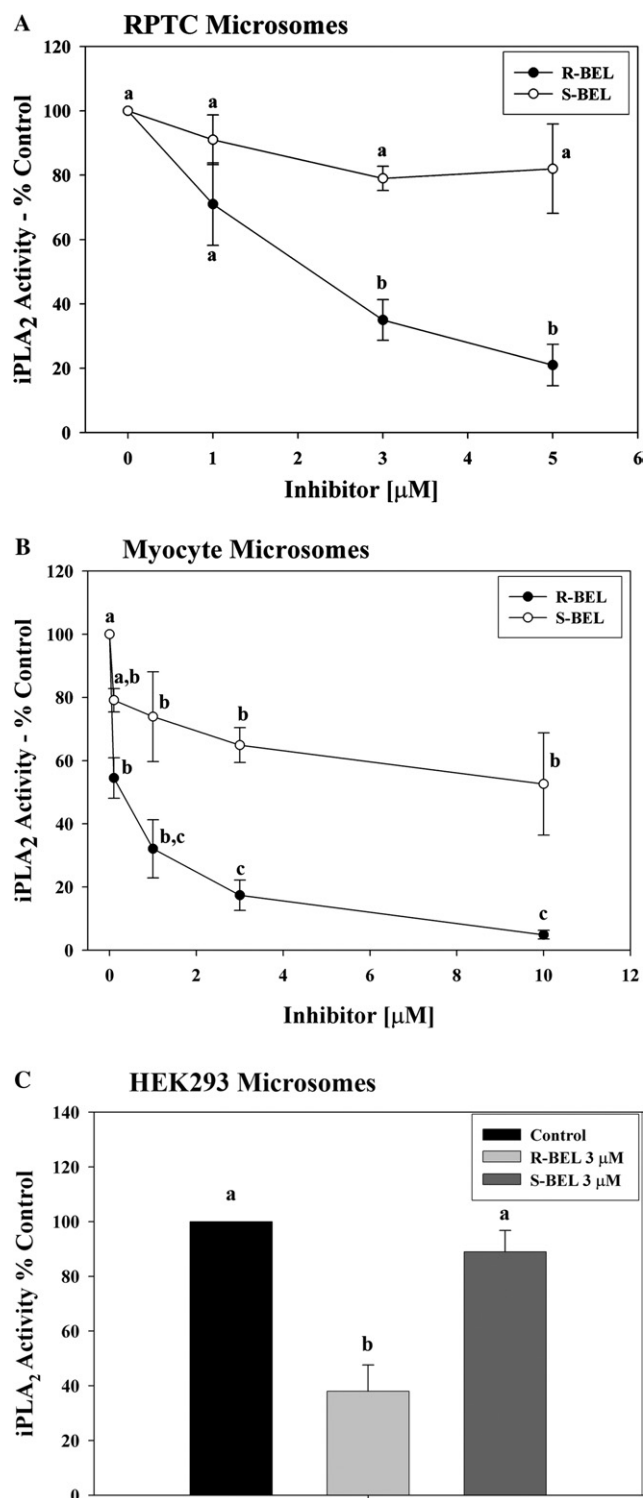 A
RPTC Microsomes
120
100
80
60
40
20
0
iPLA2 Activity - % Control
R-BEL
S-BEL
a
a
a
a
a
b
b
0 1 2 3 4 5 6
Inhibitor [μM]
B
Myocyte Microsomes
120
100
80
60
40
20
0
iPLA2 Activity - % Control
R-BEL
S-BEL
a
a,b
b
b
b
b
b,c
c
c
0 2 4 6 8 10 12
Inhibitor [μM]
C
HEK293 Microsomes
140
120
100
80
60
40
20
0
iPLA2 Activity % Control
Control
R-BEL 3 μM
S-BEL 3 μM
a
b
a